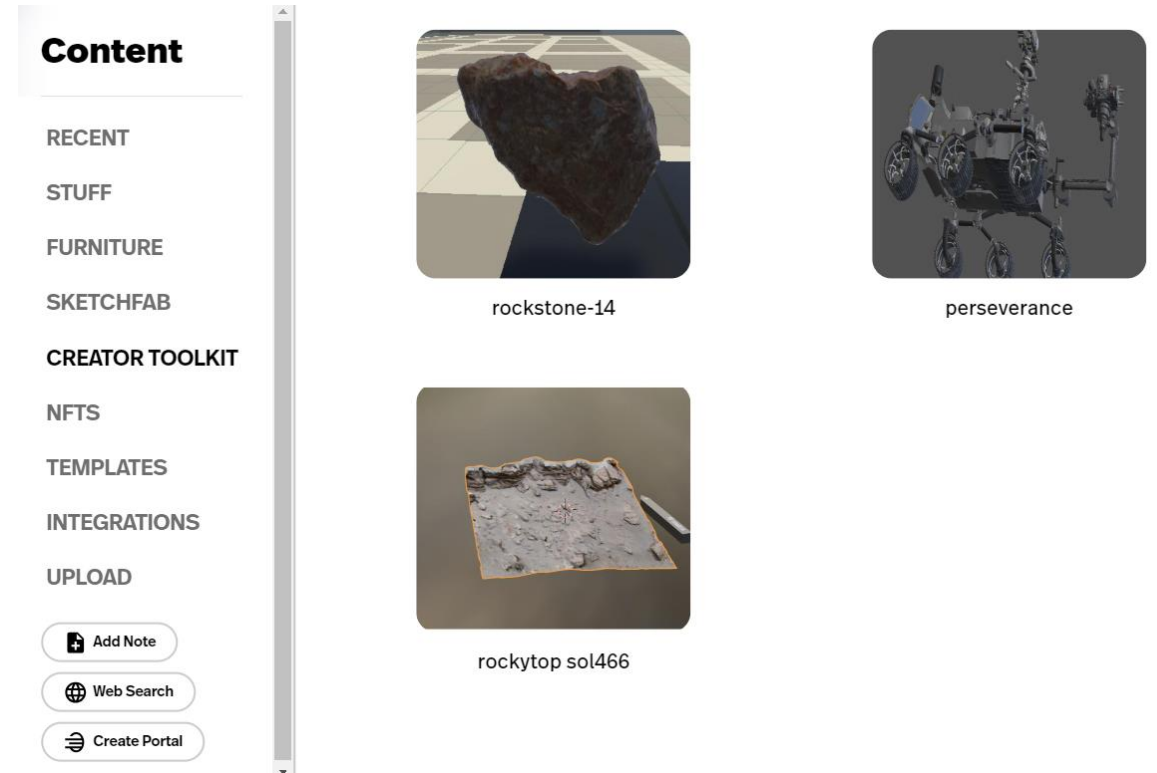 Content
RECENT
STUFF
FURNITURE
SKETCHFAB
CREATOR TOOLKIT
NFTS
TEMPLATES
INTEGRATIONS
UPLOAD
Add Note
Web Search
Create Portal
rockstone-14
perseverance
rockytop sol466